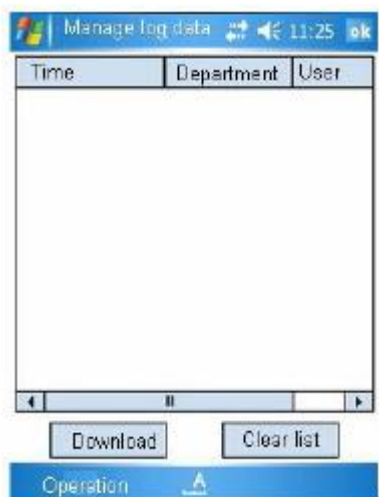 Manage log data 11:25 ok
Time Department User
Download Clear list
Operation A